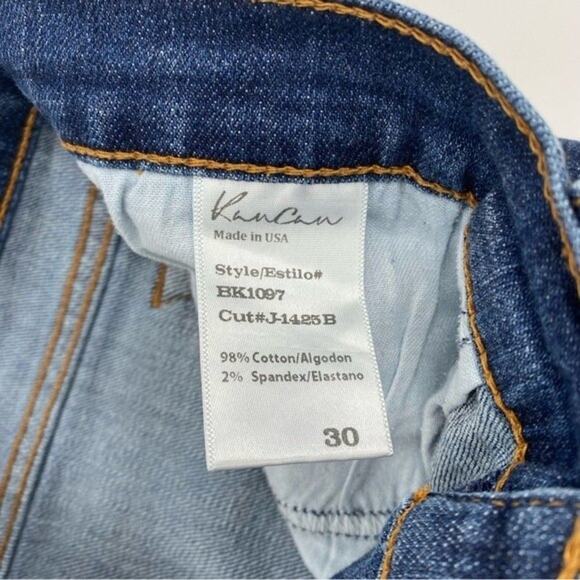 KanCan
Made in USA
Style/Estilo#
BK1097
Cut#J-1425B
98% Cotton/Algodon
2% Spandex/Elastano
30